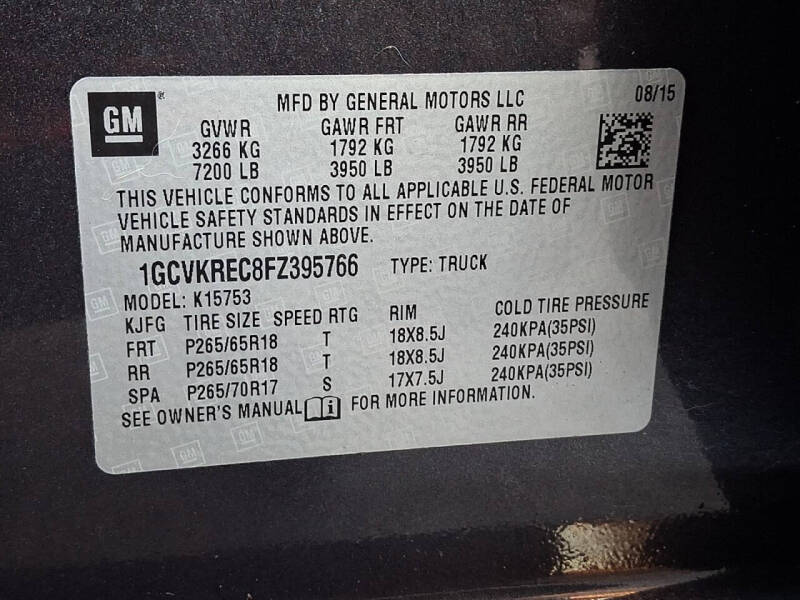 GM
MFD BY GENERAL MOTORS LLC 08/15
GVWR GAWR FRT GAWR RR
3266 KG 1792 KG 1792 KG
7200 LB 3950 LB 3950 LB
THIS VEHICLE CONFORMS TO ALL APPLICABLE U.S. FEDERAL MOTOR
VEHICLE SAFETY STANDARDS IN EFFECT ON THE DATE OF
MANUFACTURE SHOWN ABOVE.
1GCVKREC8FZ395766 TYPE: TRUCK
MODEL: K15753
KJFG TIRE SIZE SPEED RTG RIM COLD TIRE PRESSURE
FRT P265/65R18 T 18X8.5J 240KPA(35PSI)
RR P265/65R18 T 18X8.5J 240KPA(35PSI)
SPA P265/70R17 S 17X7.5J 240KPA(35PSI)
SEE OWNER'S MANUAL FOR MORE INFORMATION.